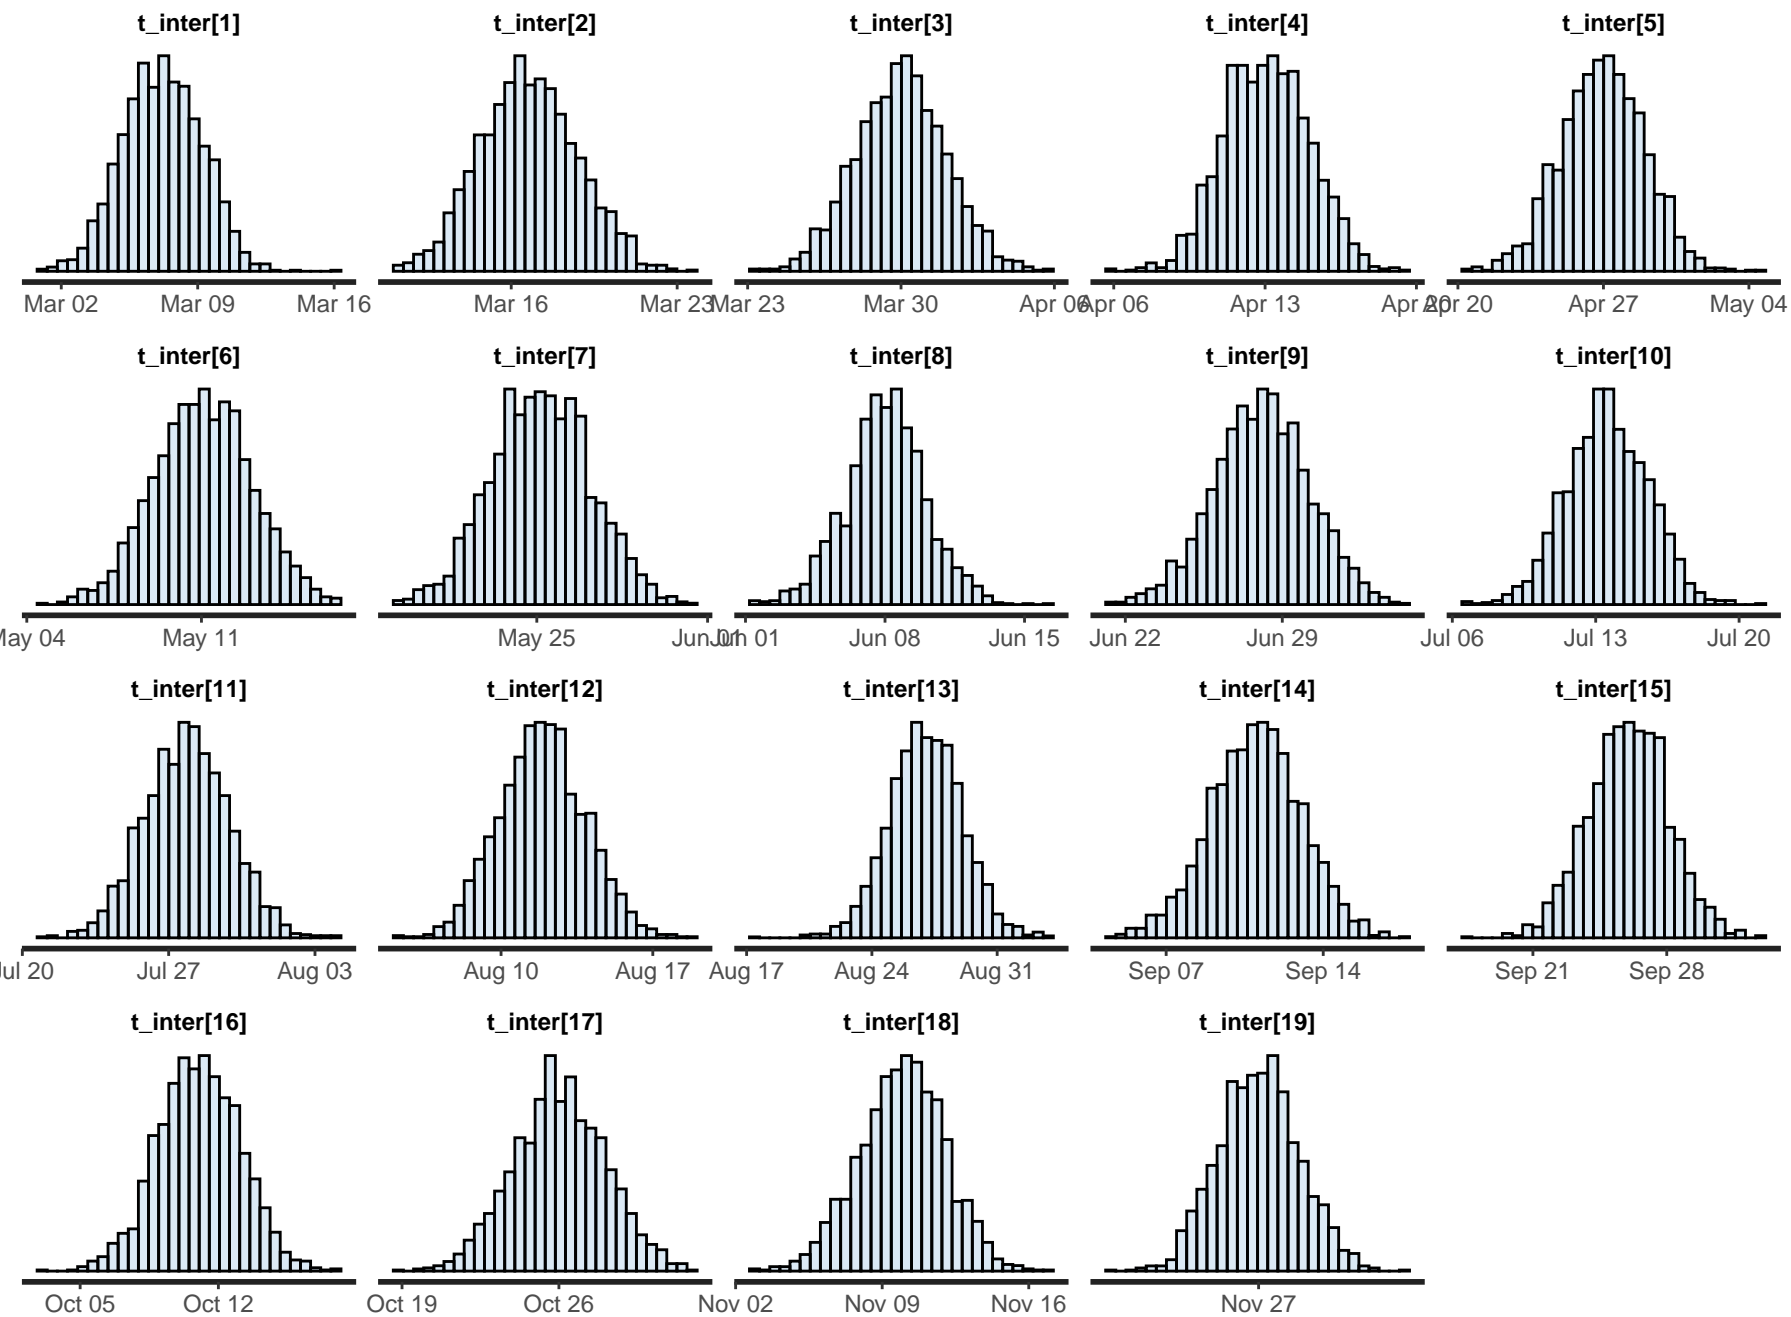 t_inter[1] t_inter[2] t_inter[3] t_inter[4] t_inter[5]
Mar 02 Mar 09 Mar 16 Mar 16 Mar 23 Mar 23 Mar 30 Apr 06 Apr 06 Apr 13 Apr 20 Apr 20 Apr 27 May 04
t_inter[6] t_inter[7] t_inter[8] t_inter[9] t_inter[10]
May 04 May 11 May 25 Jun 01 Jun 01 Jun 08 Jun 15 Jun 22 Jun 29 Jul 06 Jul 13 Jul 20
t_inter[11] t_inter[12] t_inter[13] t_inter[14] t_inter[15]
Jul 20 Jul 27 Aug 03 Aug 10 Aug 17 Aug 17 Aug 24 Aug 31 Sep 07 Sep 14 Sep 21 Sep 28
t_inter[16] t_inter[17] t_inter[18] t_inter[19]
Oct 05 Oct 12 Oct 19 Oct 26 Nov 02 Nov 09 Nov 16 Nov 27